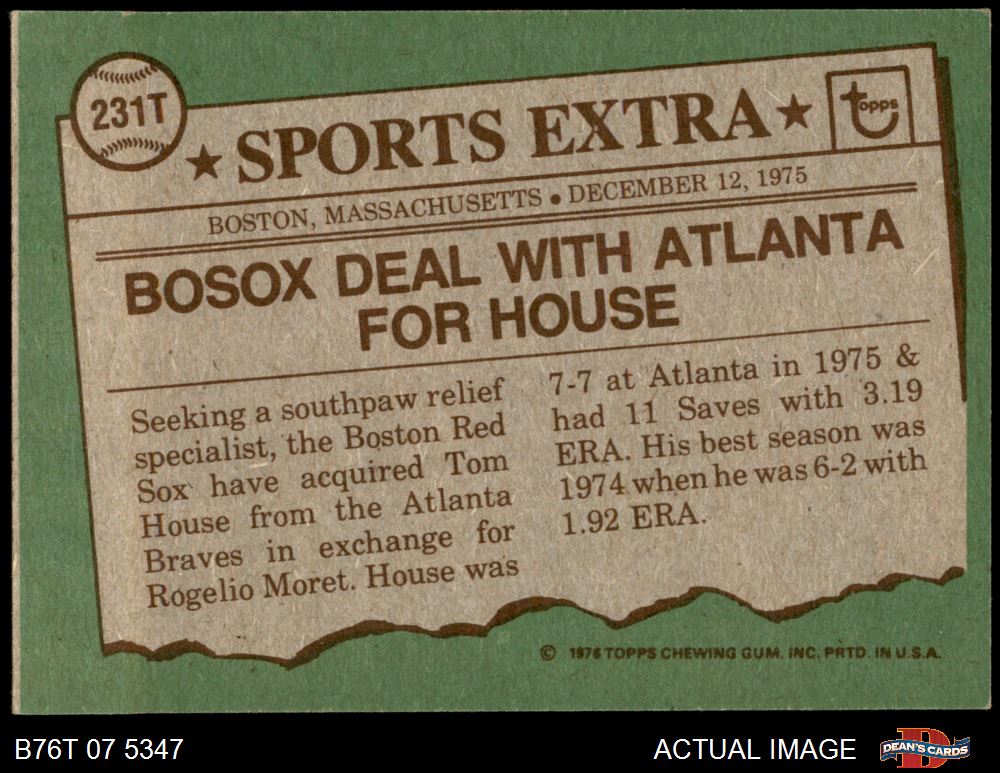 231T
★ SPORTS EXTRA ★
topps
BOSTON, MASSACHUSETTS • DECEMBER 12, 1975
BOSOX DEAL WITH ATLANTA
FOR HOUSE
Seeking a southpaw relief
specialist, the Boston Red
Sox have acquired Tom
House from the Atlanta
Braves in exchange for
Rogelio Moret. House was
7-7 at Atlanta in 1975 &
had 11 Saves with 3.19
ERA. His best season was
1974 when he was 6-2 with
1.92 ERA.
© 1976 TOPPS CHEWING GUM, INC. PRTD. IN U.S.A.
B76T 07 5347
ACTUAL IMAGE
DEAN'S CARDS